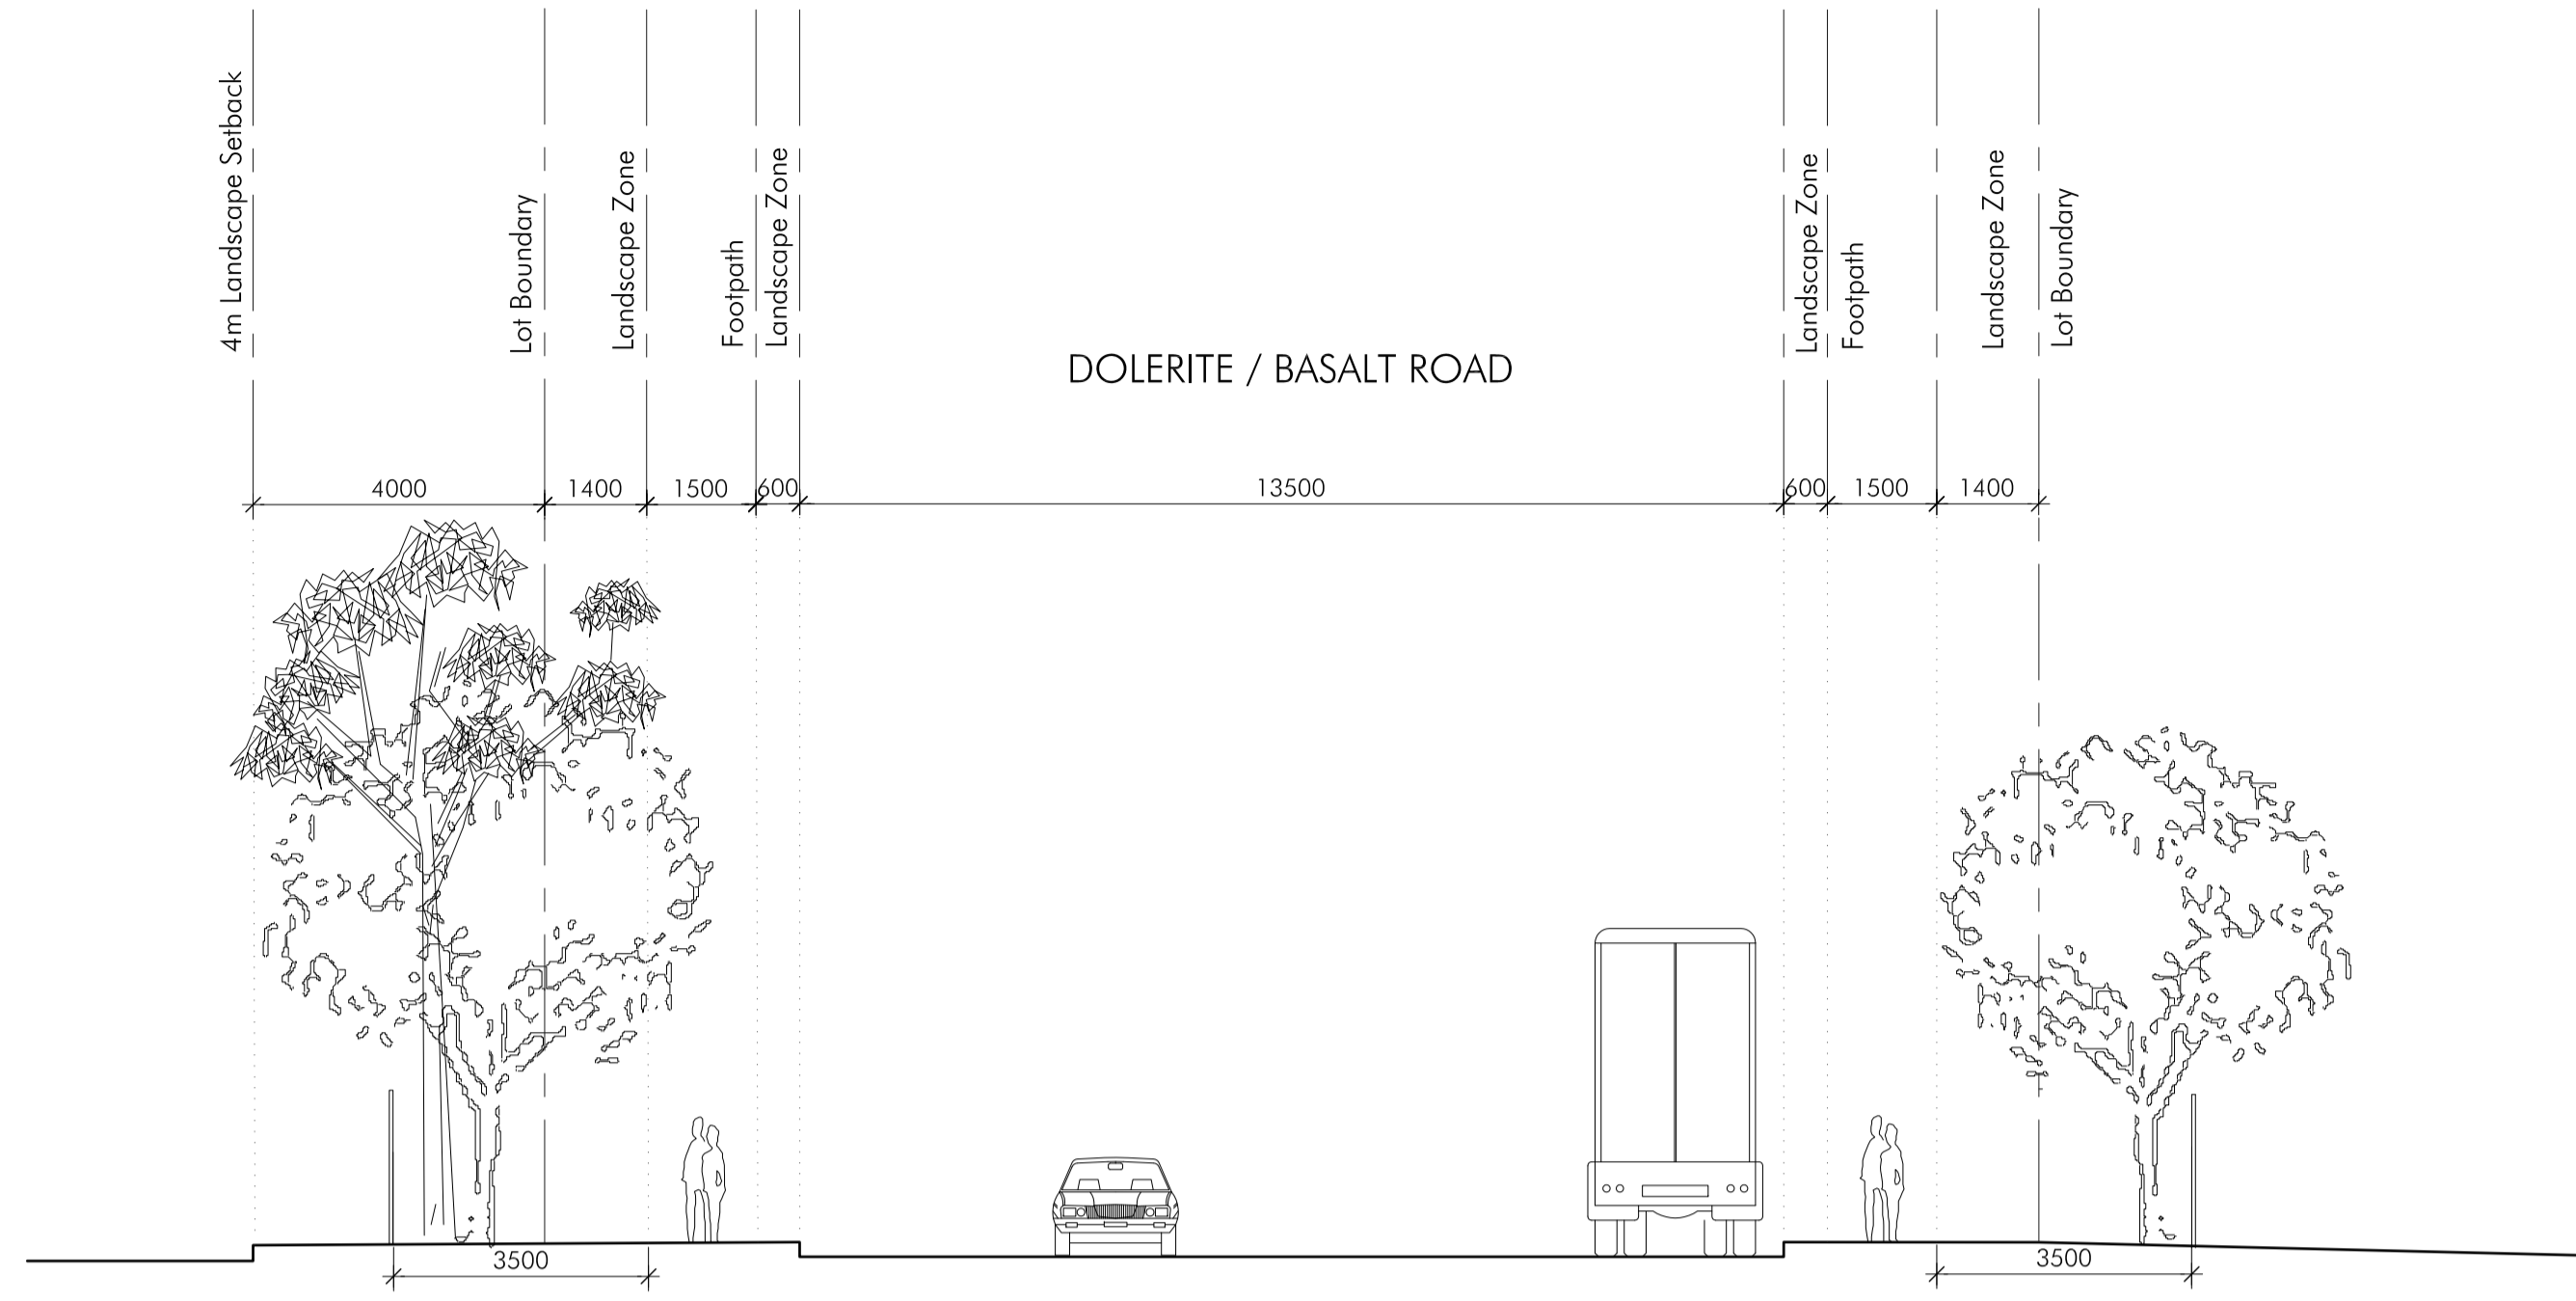 4m Landscape Setback
Lot Boundary
Landscape Zone
Footpath
Landscape Zone
Landscape Zone
Footpath
Landscape Zone
Lot Boundary
DOLERITE / BASALT ROAD
4000
1400
1500
600
13500
600
1500
1400
3500
3500